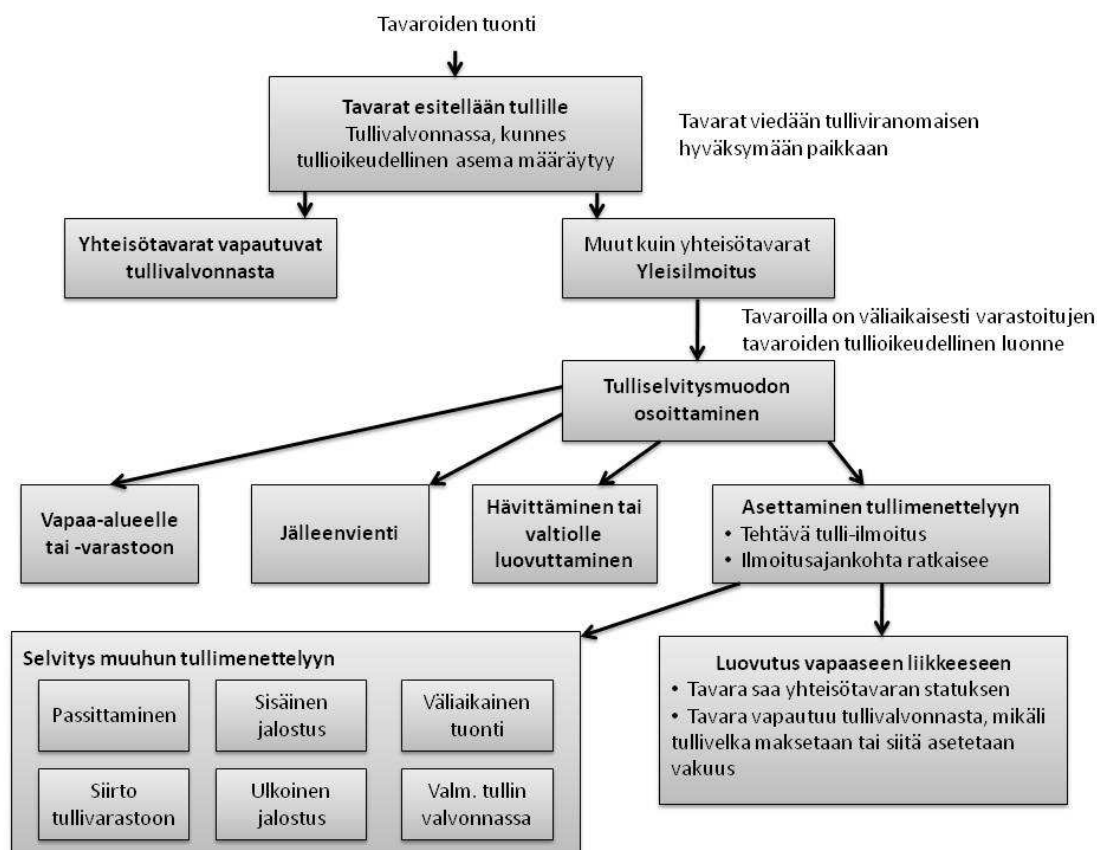 Tavaroiden tuonti
Tavarat esitellään tullille
Tullivalvonnassa, kunnes
tullioikeudellinen asema määräytyy
Tavarat viedään tulliviranomaisen
hyväksymään paikkaan
Yhteisötavarat vapautuvat
tullivalvonnasta
Muut kuin yhteisötavarat
Yleisilmoitus
Tavaroilla on väliaikaisesti varastoitujen
tavaroiden tullioikeudellinen luonne
Tulliselvitysmuodon
osoittaminen
Vapaa-alueelle
tai -varastoon
Jälleenvienti
Hävittäminen tai
valtiolle
luovuttaminen
Asettaminen tullimenettelyyn
• Tehtävä tulli-ilmoitus
• Ilmoitusajankohta ratkaisee
Selvitys muuhun tullimenettelyyn
Passittaminen
Sisäinen
jalostus
Väliaikainen
tuonti
Siirto
tullivarastoon
Ulkoinen
jalostus
Valm. tullin
valvonnassa
Luovutus vapaaseen liikkeeseen
• Tavara saa yhteisötavaran statuksen
• Tavara vapautuu tullivalvonnasta, mikäli
tullivelka maksetaan tai siitä asetetaan
vakuus